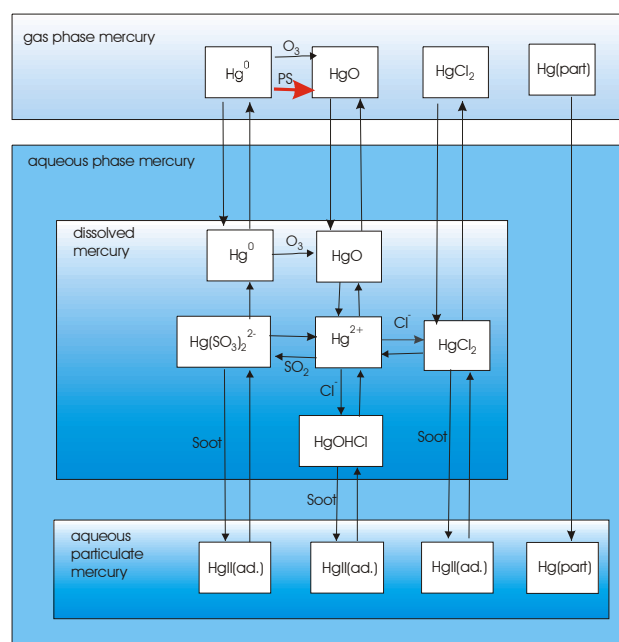 gas phase mercury
O3
Hg0
PS
HgO
HgCl2
Hg(part)
aqueous phase mercury
dissolved
mercury
Hg0
O3
HgO
Hg(SO3)22-
Hg2+
Cl-
HgCl2
SO2
Cl-
HgOHCl
Soot
Soot
Soot
aqueous
particulate
mercury
HgII(ad.)
HgII(ad.)
HgII(ad.)
Hg(part)